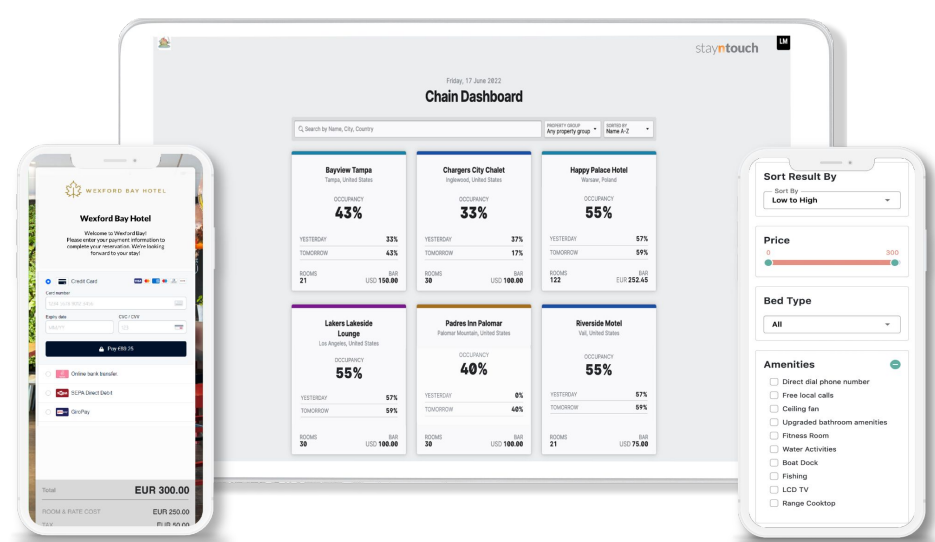 stayntouch
LM
Friday, 17 June 2022
Chain Dashboard
Search by Name, City, Country
PROPERTY GROUP
Any property group
SORTED BY
Name A-Z
Bayview Tampa
Tampa, United States
OCCUPANCY
43%
YESTERDAY 33%
TOMORROW 43%
ROOMS BAR
21 USD 150.00
Chargers City Chalet
Inglewood, United States
OCCUPANCY
33%
YESTERDAY 37%
TOMORROW 17%
ROOMS BAR
30 USD 100.00
Happy Palace Hotel
Warsaw, Poland
OCCUPANCY
55%
YESTERDAY 57%
TOMORROW 59%
ROOMS BAR
122 EUR 252.45
Lakers Lakeside
Lounge
Los Angeles, United States
OCCUPANCY
55%
YESTERDAY 57%
TOMORROW 59%
ROOMS BAR
30 USD 100.00
Padres Inn Palomar
Palomar Mountain, United States
OCCUPANCY
40%
YESTERDAY 0%
TOMORROW 40%
ROOMS BAR
30 USD 100.00
Riverside Motel
Vail, United States
OCCUPANCY
55%
YESTERDAY 57%
TOMORROW 59%
ROOMS BAR
21 USD 75.00
WEXFORD BAY HOTEL
Wexford Bay Hotel
Welcome to Wexford Bay!
Please enter your payment information to
complete your reservation. We're looking
forward to your stay!
Credit Card
Card number
Expiry date
CVC / CVV
Online bank transfer.
SEPA Direct Debit
GiroPay
Total EUR 300.00
ROOM & RATE COST EUR 250.00
TAX EUR 50.00
Sort Result By
Sort By
Low to High
Price
0 300
Bed Type
All
Amenities
Direct dial phone number
Free local calls
Ceiling fan
Upgraded bathroom amenities
Fitness Room
Water Activities
Boat Dock
Fishing
LCD TV
Range Cooktop